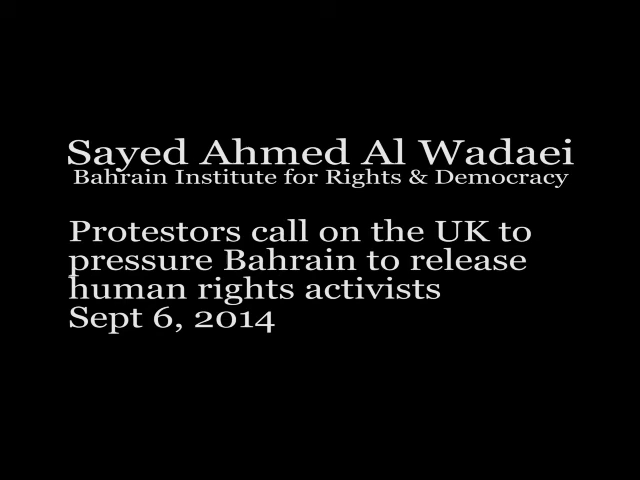 Sayed Ahmed Al Wadaei
Bahrain Institute for Rights & Democracy
Protestors call on the UK to
pressure Bahrain to release
human rights activists
Sept 6, 2014